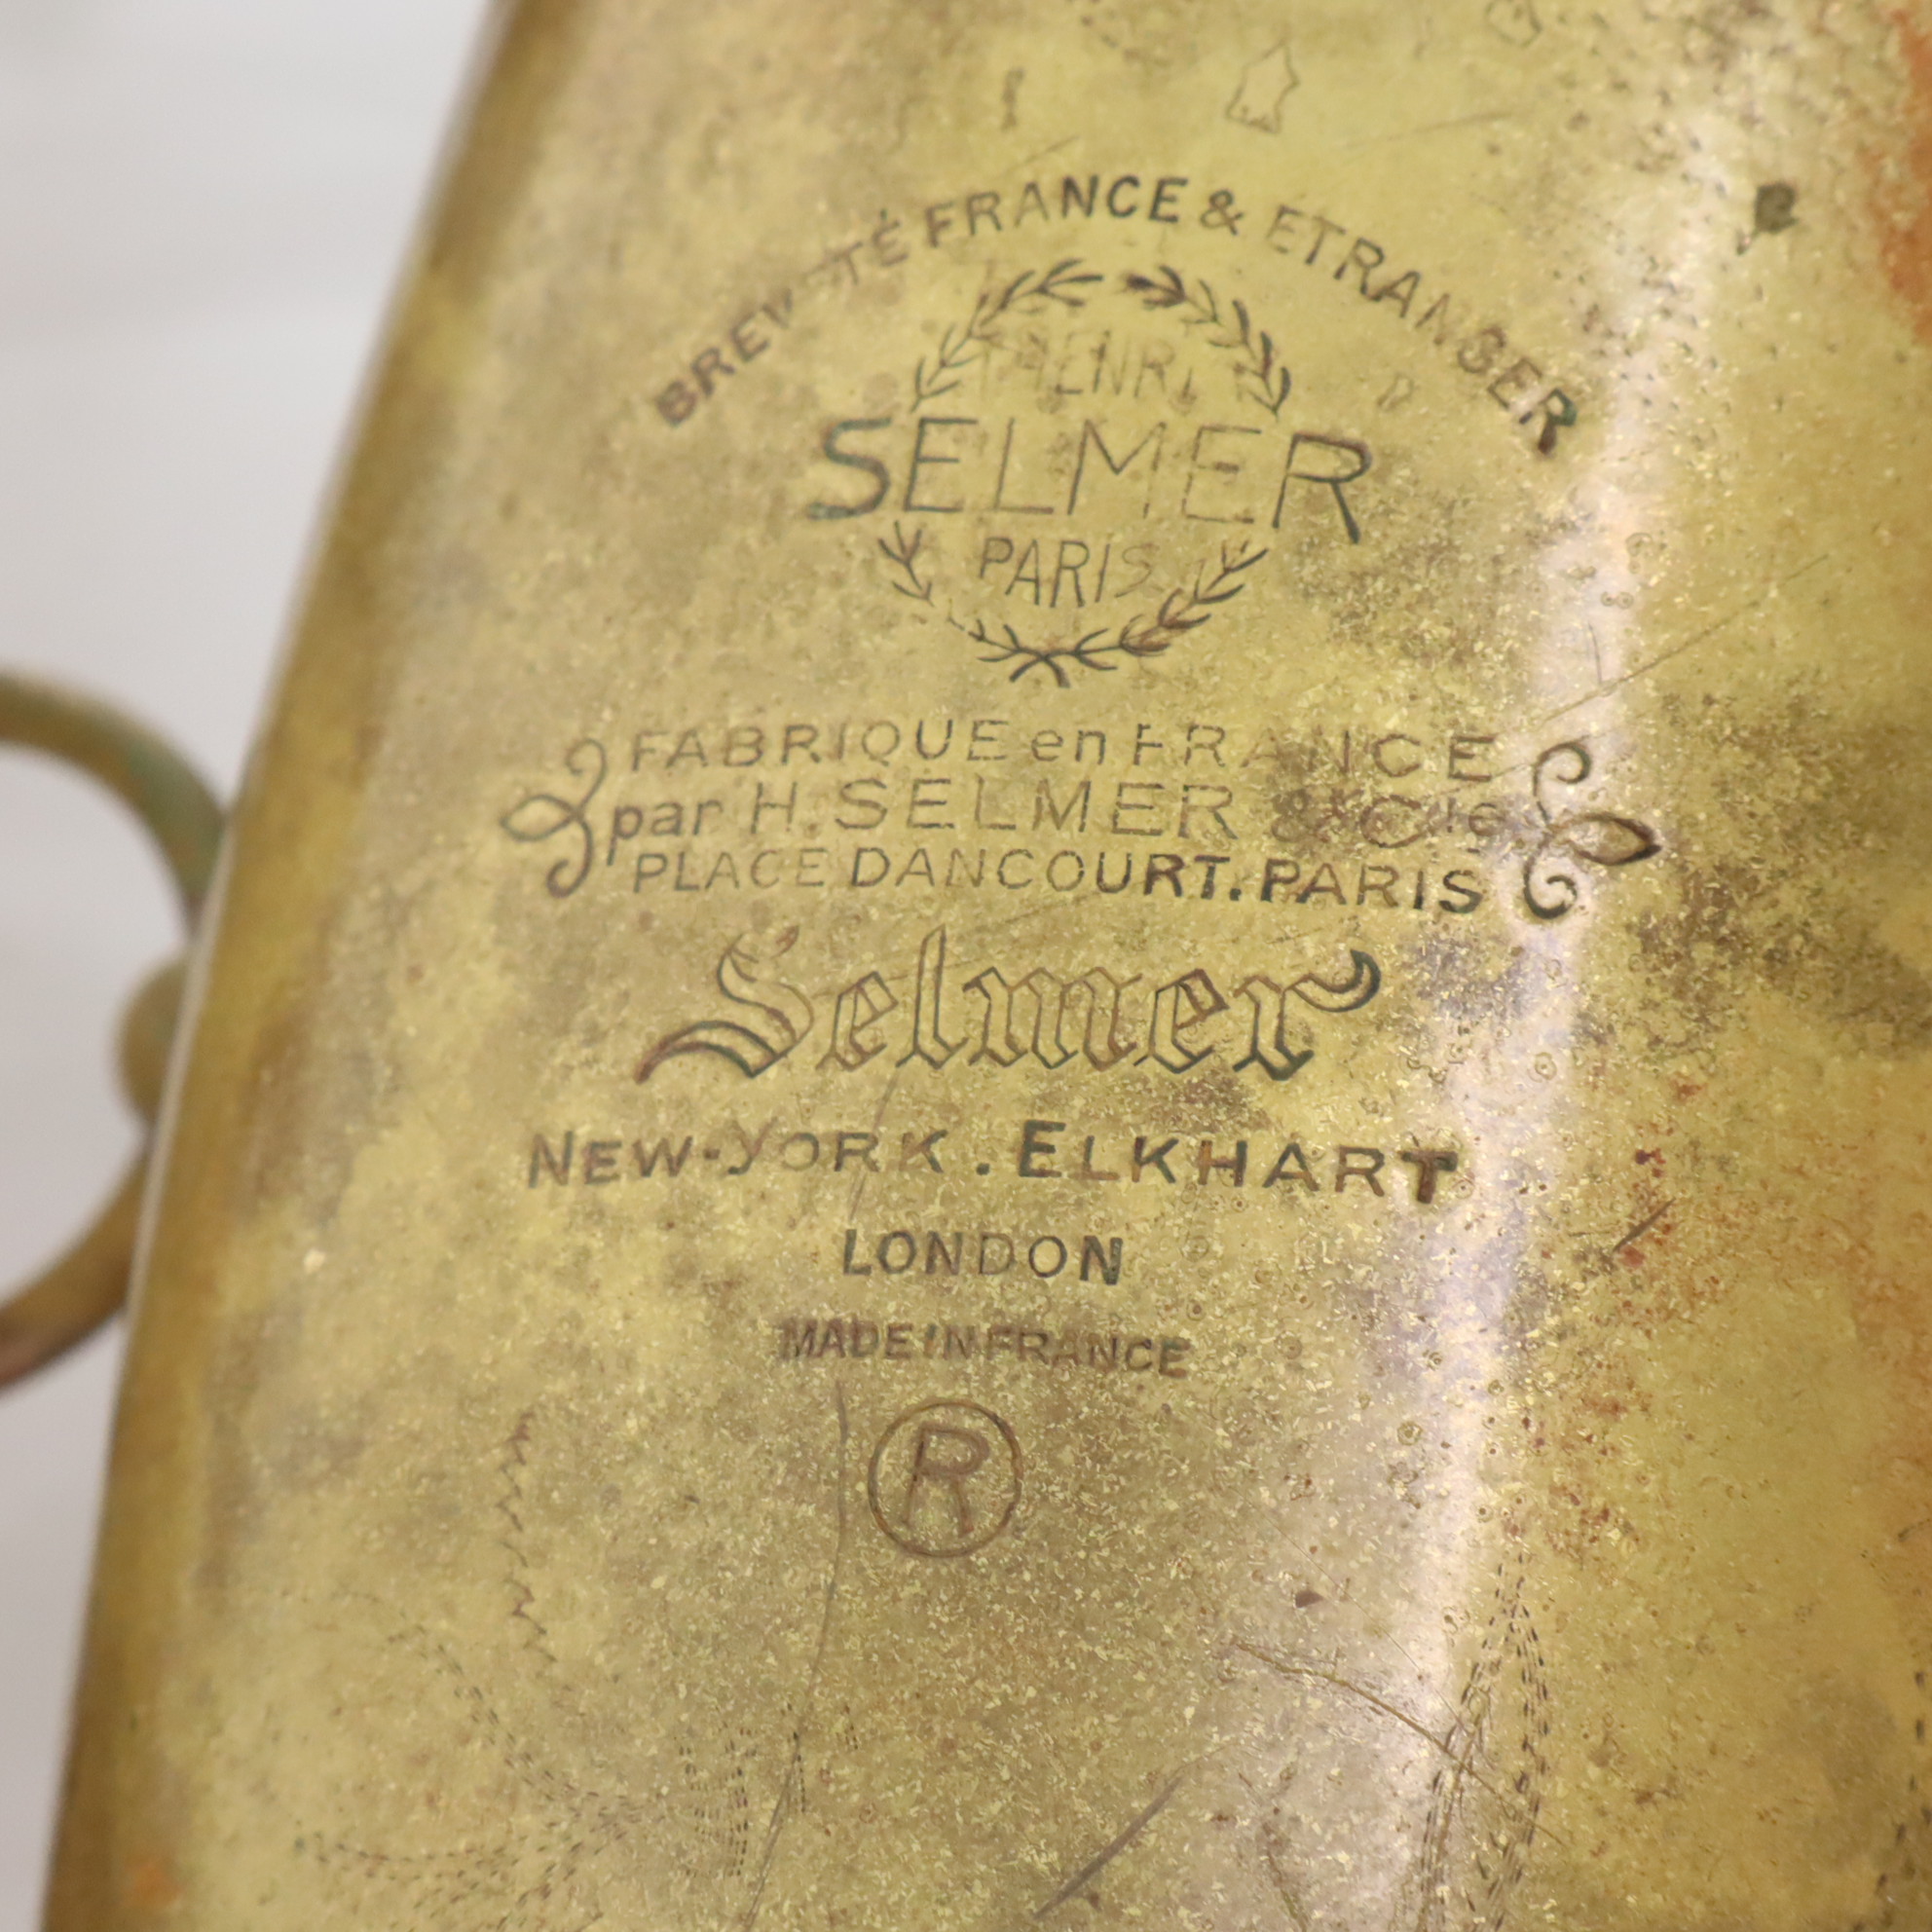 BREVETÉ FRANCE & ETRANGER
HENRI
SELMER
PARIS
FABRIQUE en FRANCE
par H. SELMER & Cie
PLACE DANCOURT. PARIS
Selmer
NEW-YORK . ELKHART
LONDON
MADE IN FRANCE
R